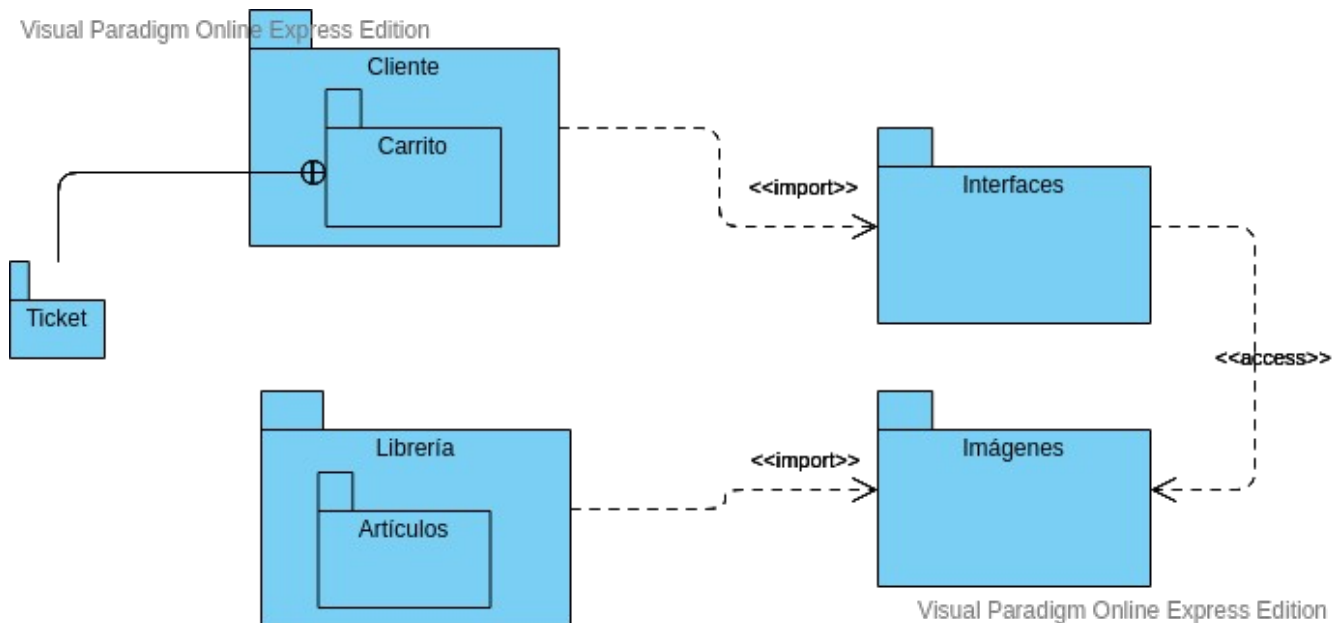 Visual Paradigm Online Express Edition
Cliente
Carrito
<<import>>
Interfaces
Ticket
<<access>>
Librería
<<import>>
Imágenes
Artículos
Visual Paradigm Online Express Edition